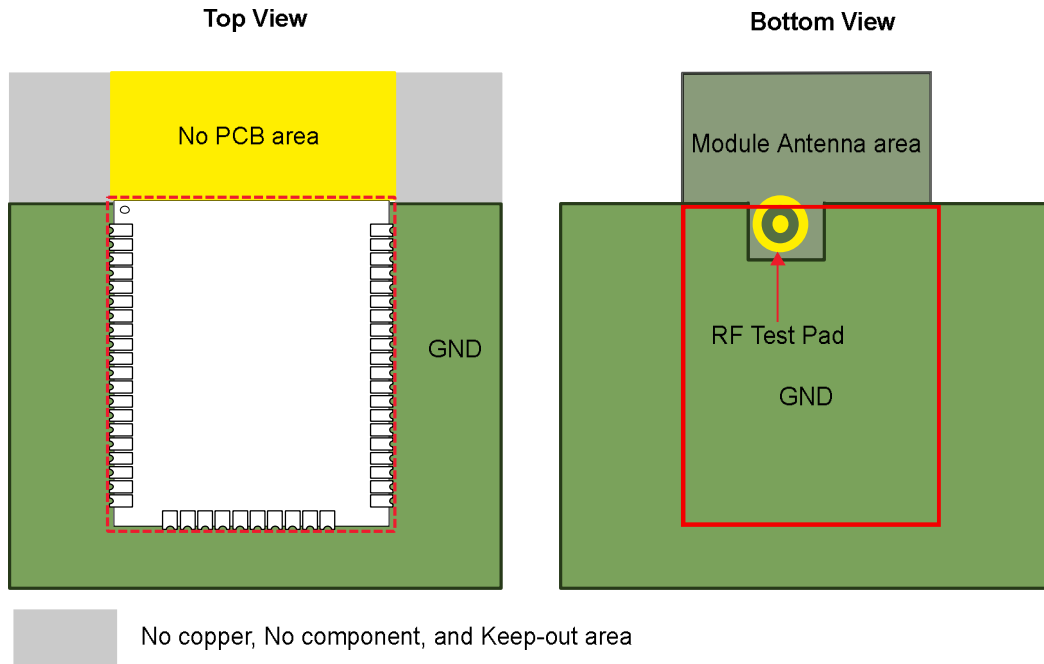 Top View
Bottom View
No PCB area
Module Antenna area
GND
RF Test Pad
GND
No copper, No component, and Keep-out area